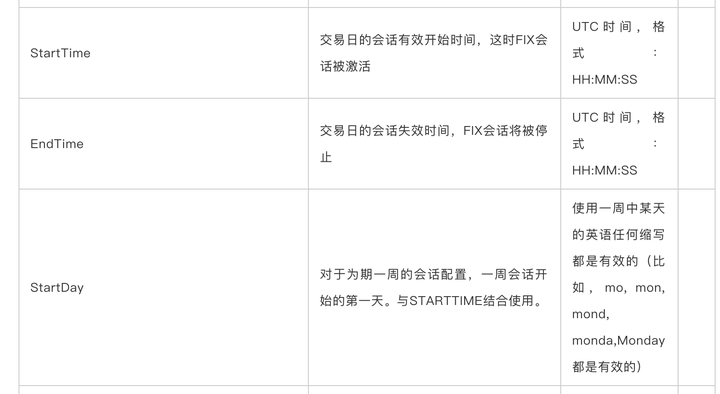 StartTime
交易日的会话有效开始时间，这时FIX会
话被激活
UTC 时间，格
式：
HH:MM:SS
EndTime
交易日的会话失效时间，FIX会话将被停
止
UTC 时间，格
式：
HH:MM:SS
StartDay
对于为期一周的会话配置，一周会话开
始的第一天。与STARTTIME结合使用。
使用一周中某天
的英语任何缩写
都是有效的（比
如，mo, mon,
mond,
monda,Monday
都是有效的）